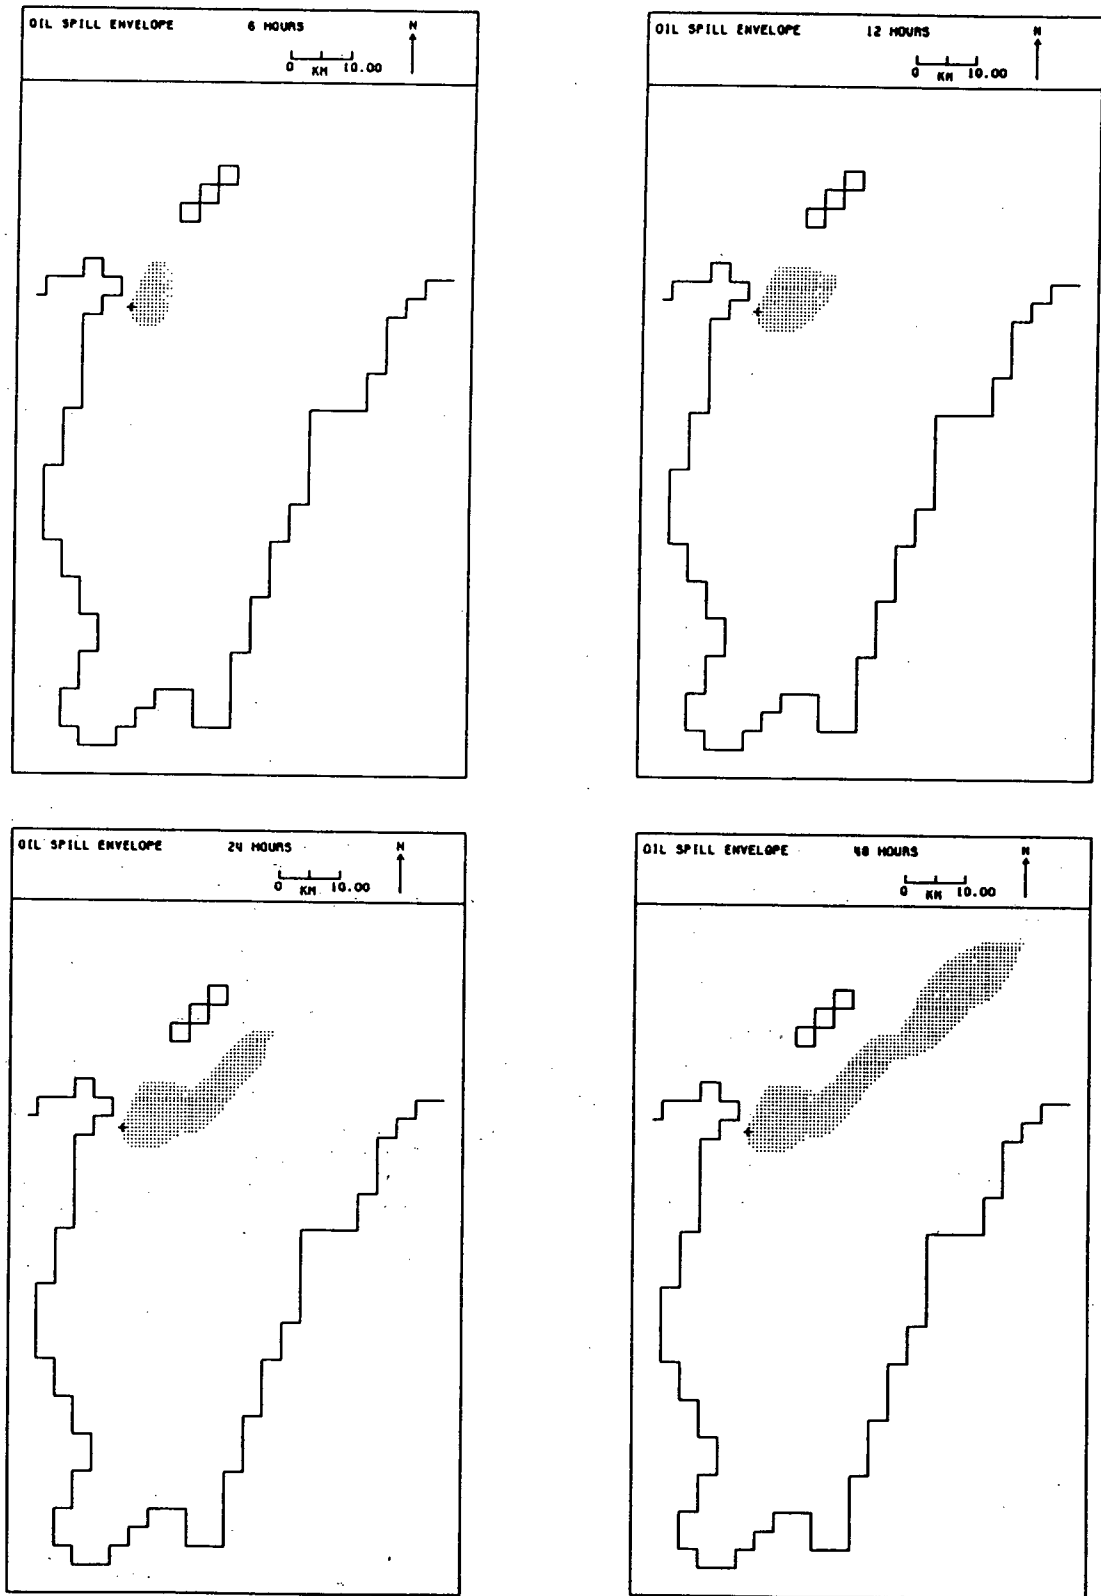 OIL SPILL ENVELOPE 6 HOURS N
0 KM 10.00
OIL SPILL ENVELOPE 12 HOURS N
0 KM 10.00
OIL SPILL ENVELOPE 24 HOURS N
0 KM 10.00
OIL SPILL ENVELOPE 48 HOURS N
0 KM 10.00